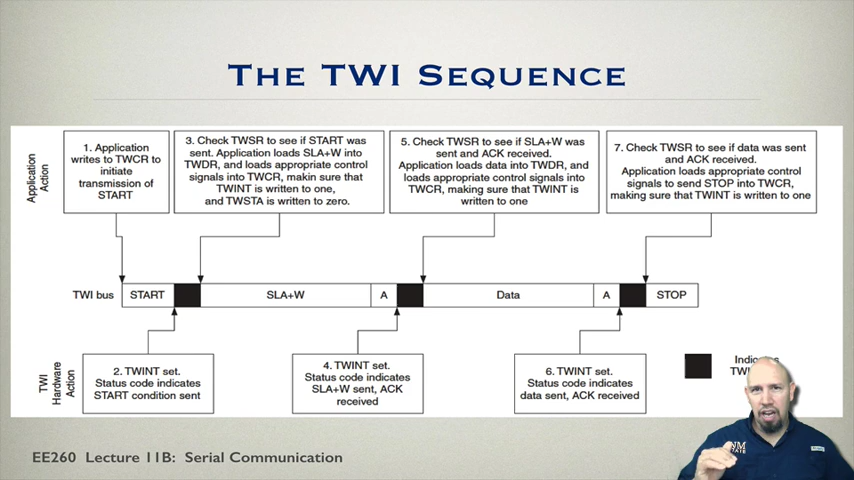 THE TWI SEQUENCE
Application
Action
1. Application
writes to TWCR to
initiate
transmission of
START
3. Check TWSR to see if START was
sent. Application loads SLA+W into
TWDR, and loads appropriate control
signals into TWCR, makin sure that
TWINT is written to one,
and TWSTA is written to zero.
5. Check TWSR to see if SLA+W was
sent and ACK received.
Application loads data into TWDR, and
loads appropriate control signals into
TWCR, making sure that TWINT is
written to one
7. Check TWSR to see if data was sent
and ACK received.
Application loads appropriate control
signals to send STOP into TWCR,
making sure that TWINT is written to one
TWI bus
START
SLA+W
A
Data
A
STOP
TWI
Hardware
Action
2. TWINT set.
Status code indicates
START condition sent
4. TWINT set.
Status code indicates
SLA+W sent, ACK
received
6. TWINT set.
Status code indicates
data sent, ACK received
EE260 Lecture 11B: Serial Communication